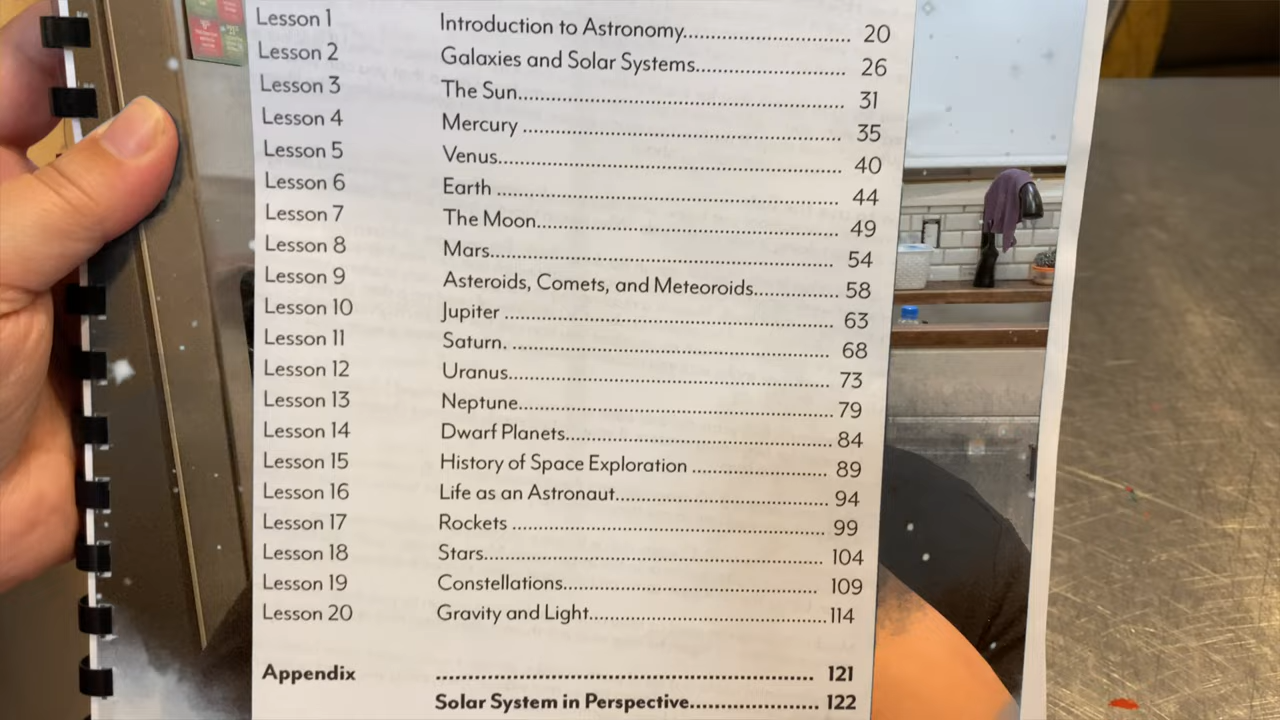 Lesson 1 Introduction to Astronomy.................................... 20
Lesson 2 Galaxies and Solar Systems................................. 26
Lesson 3 The Sun............................................................ 31
Lesson 4 Mercury ........................................................... 35
Lesson 5 Venus............................................................... 40
Lesson 6 Earth ............................................................... 44
Lesson 7 The Moon......................................................... 49
Lesson 8 Mars................................................................. 54
Lesson 9 Asteroids, Comets, and Meteoroids................ 58
Lesson 10 Jupiter ............................................................. 63
Lesson 11 Saturn. ............................................................ 68
Lesson 12 Uranus............................................................. 73
Lesson 13 Neptune........................................................... 79
Lesson 14 Dwarf Planets................................................... 84
Lesson 15 History of Space Exploration ........................... 89
Lesson 16 Life as an Astronaut.......................................... 94
Lesson 17 Rockets ............................................................ 99
Lesson 18 Stars................................................................. 104
Lesson 19 Constellations.................................................. 109
Lesson 20 Gravity and Light.............................................. 114
Appendix ........................................................................ 121
Solar System in Perspective......................... 122